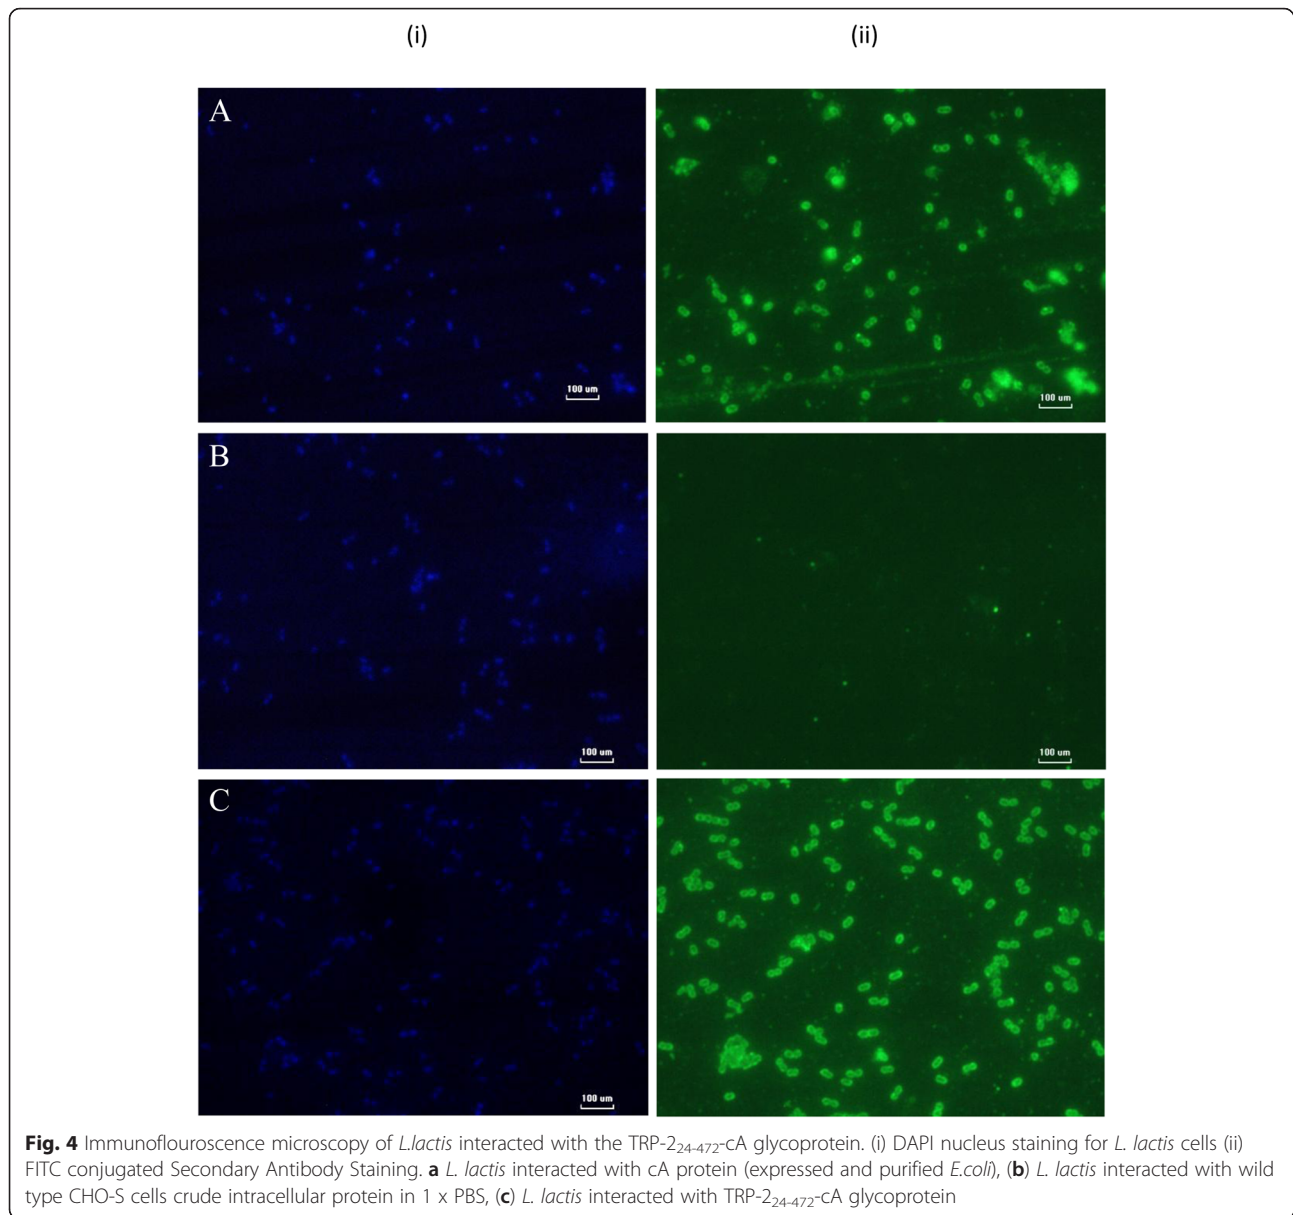 (i) (ii)
A
100 um 100 um
B
100 um 100 um
C
100 um 100 um
Fig. 4 Immunoflouroscence microscopy of L.lactis interacted with the TRP-2₂₄₋₄₇₂-cA glycoprotein. (i) DAPI nucleus staining for L. lactis cells (ii)
FITC conjugated Secondary Antibody Staining. a L. lactis interacted with cA protein (expressed and purified E.coli), (b) L. lactis interacted with wild
type CHO-S cells crude intracellular protein in 1 x PBS, (c) L. lactis interacted with TRP-2₂₄₋₄₇₂-cA glycoprotein